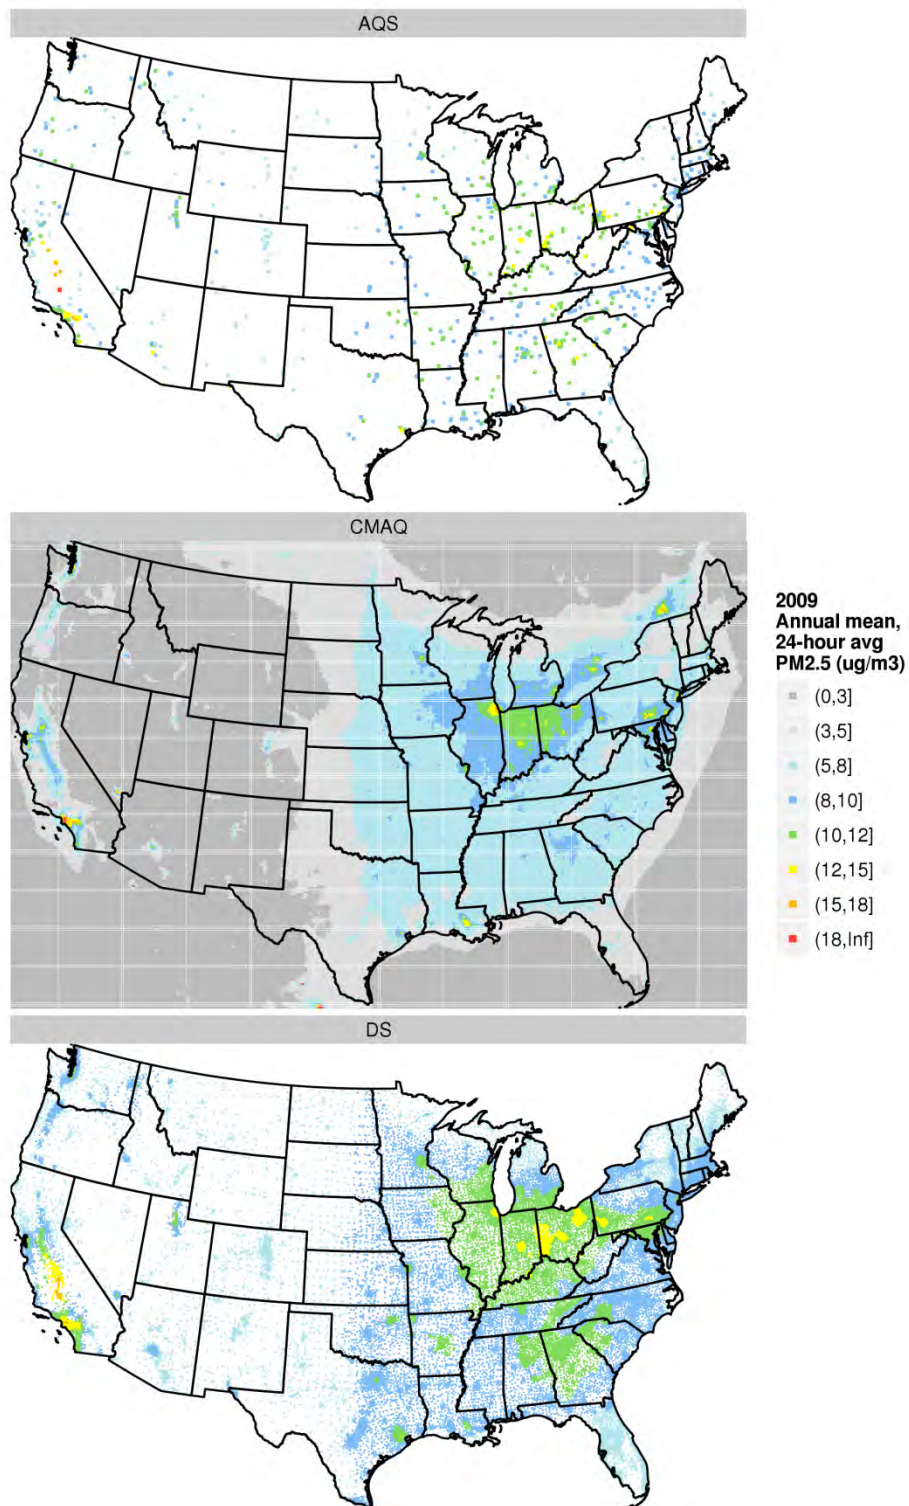 AQS
CMAQ
2009
Annual mean,
24-hour avg
PM2.5 (ug/m3)
(0,3]
(3,5]
(5,8]
(8,10]
(10,12]
(12,15]
(15,18]
(18,Inf]
DS